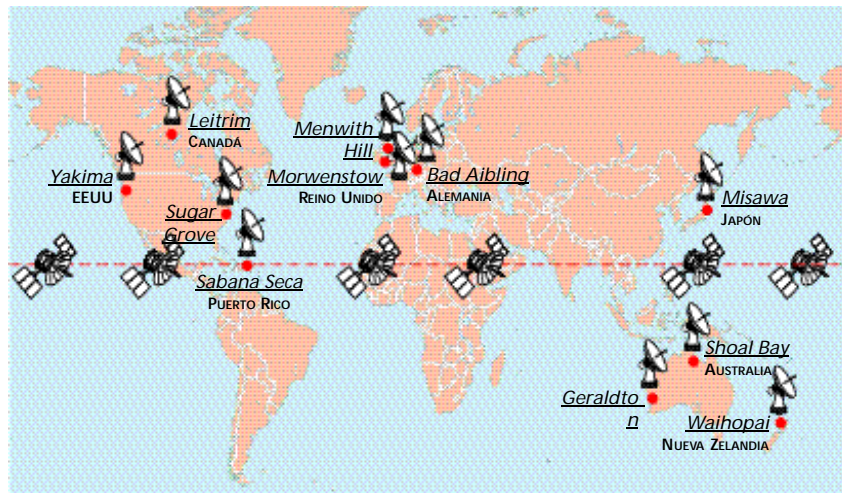 Leitrim
CANADÁ
Menwith
Hill
Yakima
EEUU
Morwenstow
REINO UNIDO
Bad Aibling
ALEMANIA
Misawa
JAPÓN
Sugar
Grove
Sabana Seca
PUERTO RICO
Shoal Bay
AUSTRALIA
Geraldto
n
Waihopai
NUEVA ZELANDIA